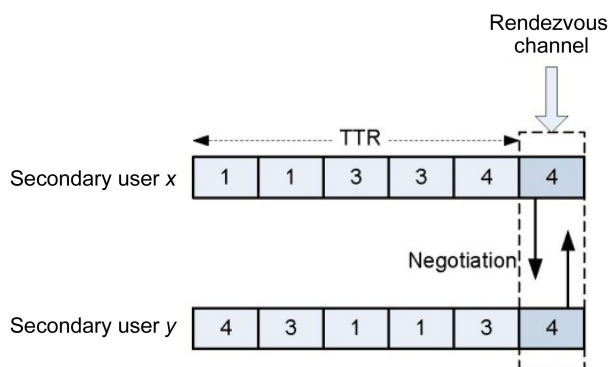 Rendezvous
channel
TTR
Secondary user x 1 1 3 3 4 4
Negotiation
Secondary user y 4 3 1 1 3 4